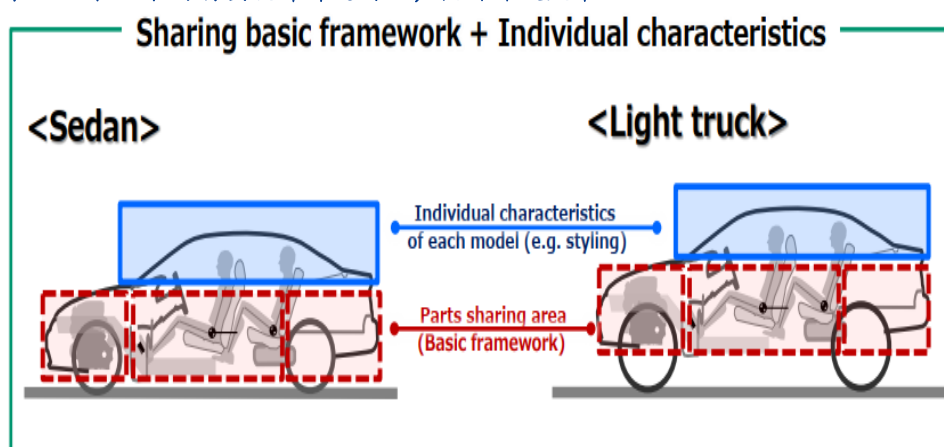 Sharing basic framework + Individual characteristics
<Sedan>
<Light truck>
Individual characteristics
of each model (e.g. styling)
Parts sharing area
(Basic framework)